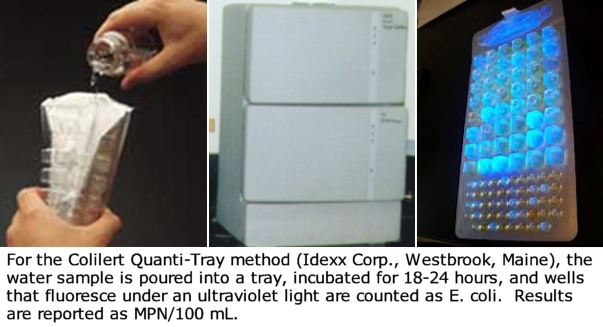 For the Colilert Quanti-Tray method (Idexx Corp., Westbrook, Maine), the
water sample is poured into a tray, incubated for 18-24 hours, and wells
that fluoresce under an ultraviolet light are counted as E. coli.  Results
are reported as MPN/100 mL.